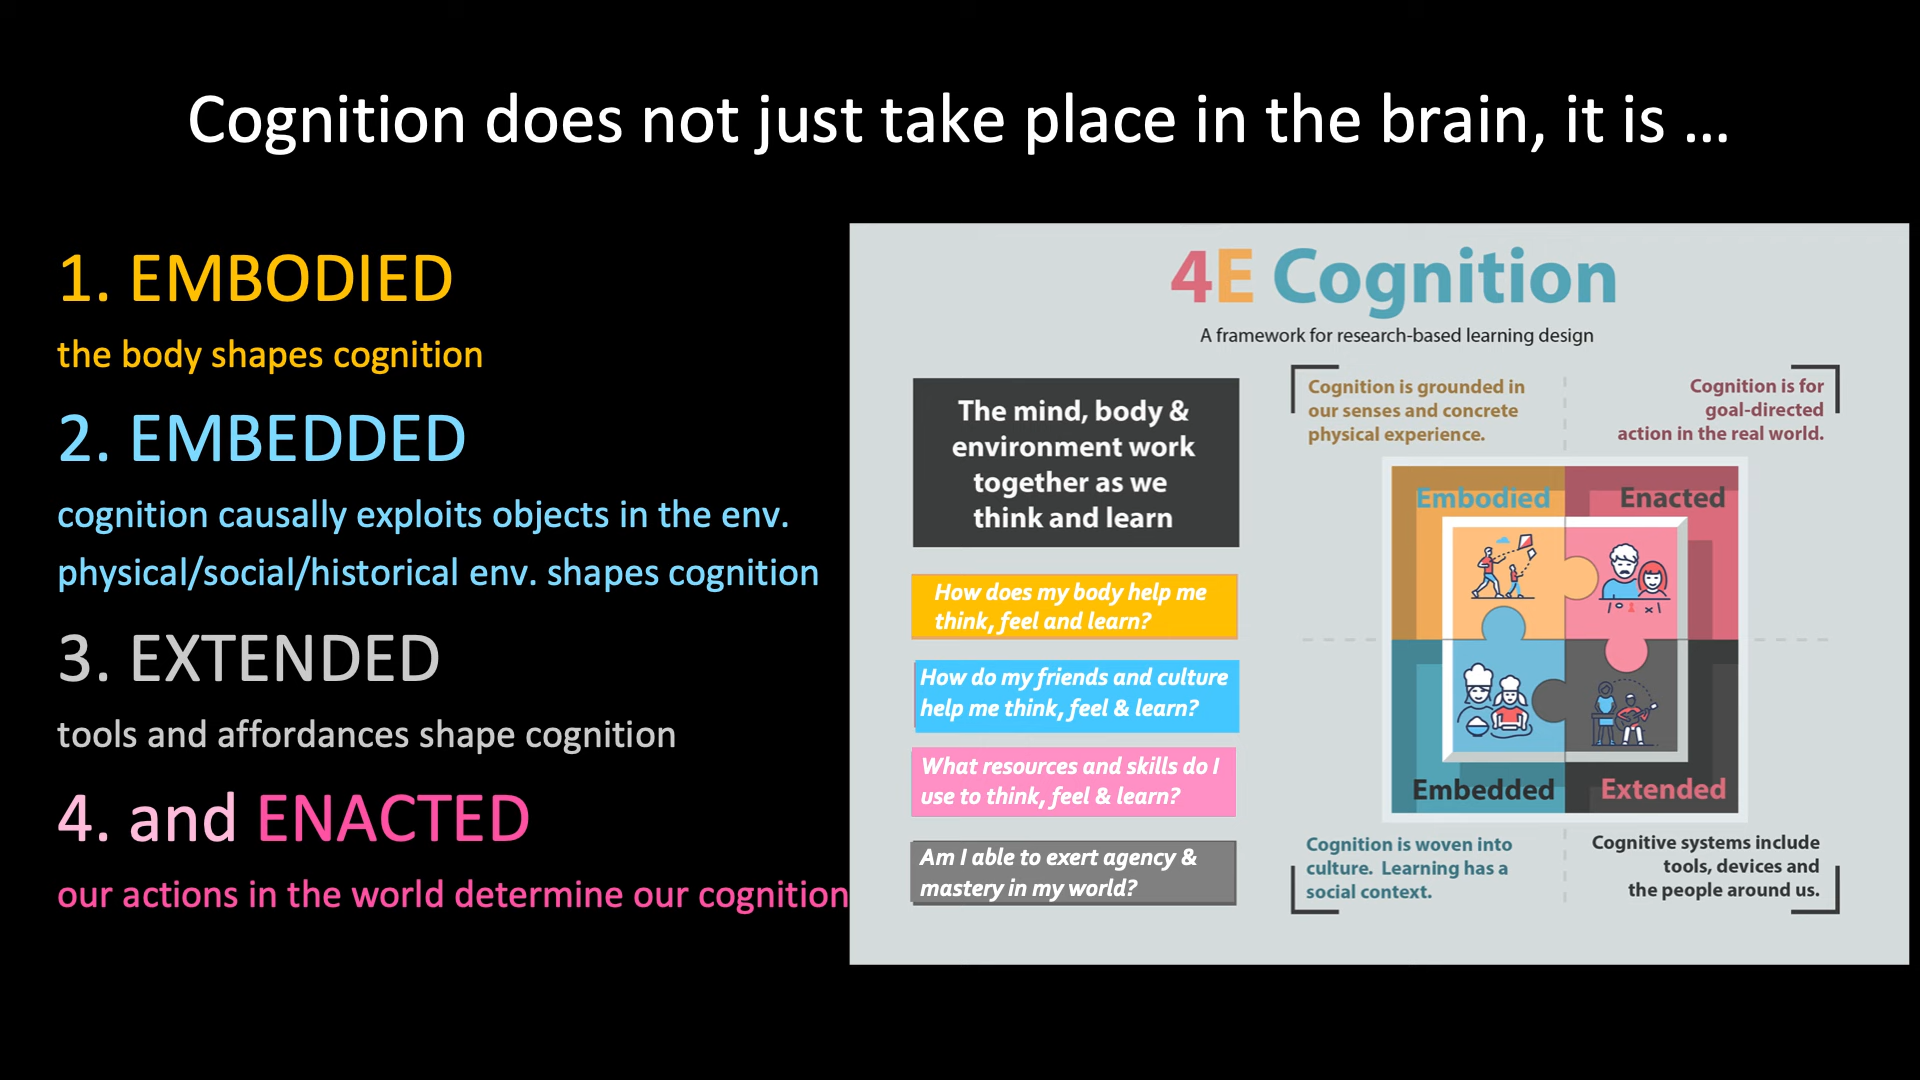 Cognition does not just take place in the brain, it is ...
1. EMBODIED
the body shapes cognition
2. EMBEDDED
cognition causally exploits objects in the env.
physical/social/historical env. shapes cognition
3. EXTENDED
tools and affordances shape cognition
4. and ENACTED
our actions in the world determine our cognition
4E Cognition
A framework for research-based learning design
The mind, body &
environment work
together as we
think and learn
How does my body help me
think, feel and learn?
How do my friends and culture
help me think, feel & learn?
What resources and skills do I
use to think, feel & learn?
Am I able to exert agency &
mastery in my world?
Cognition is grounded in
our senses and concrete
physical experience.
Cognition is for
goal-directed
action in the real world.
Embodied
Enacted
Embedded
Extended
Cognition is woven into
culture. Learning has a
social context.
Cognitive systems include
tools, devices and
the people around us.